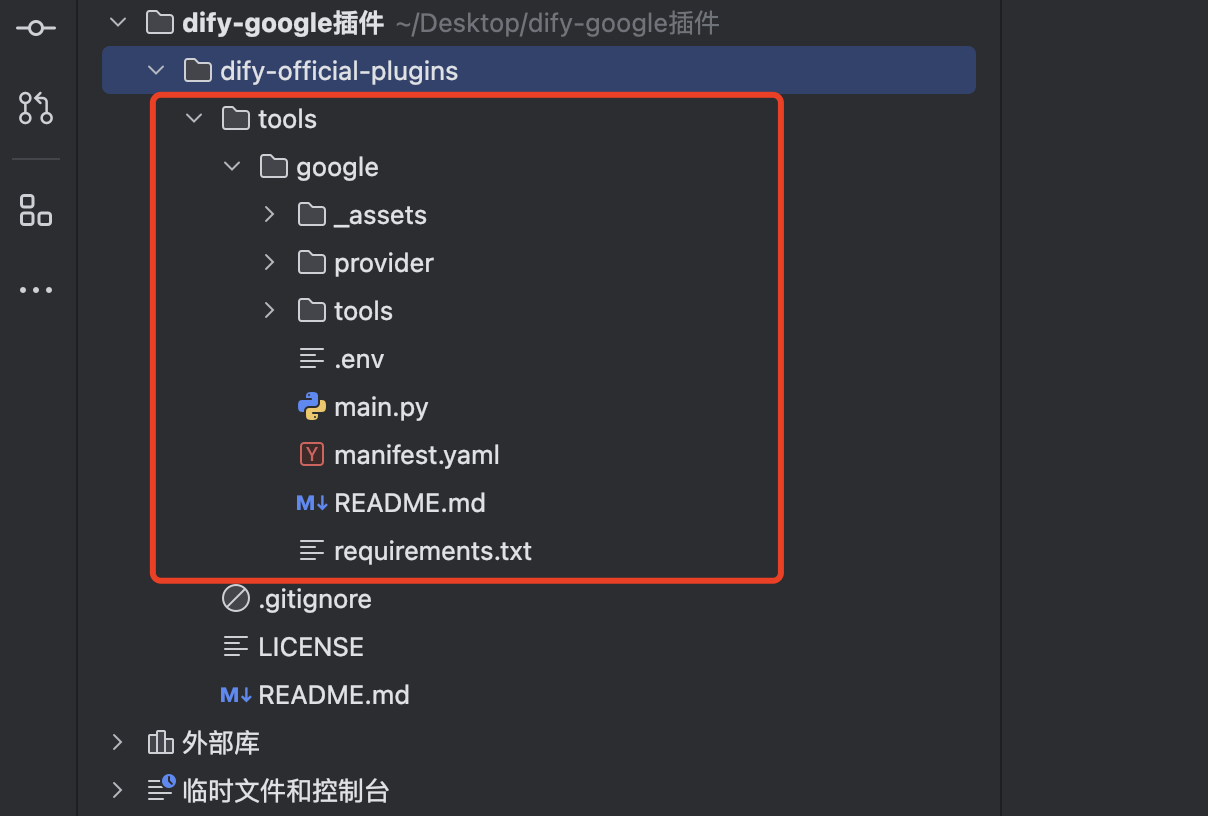 dify-google插件 ~/Desktop/dify-google插件
dify-official-plugins
tools
google
_assets
provider
tools
.env
main.py
Y manifest.yaml
M↓ README.md
requirements.txt
.gitignore
LICENSE
M↓ README.md
外部库
临时文件和控制台